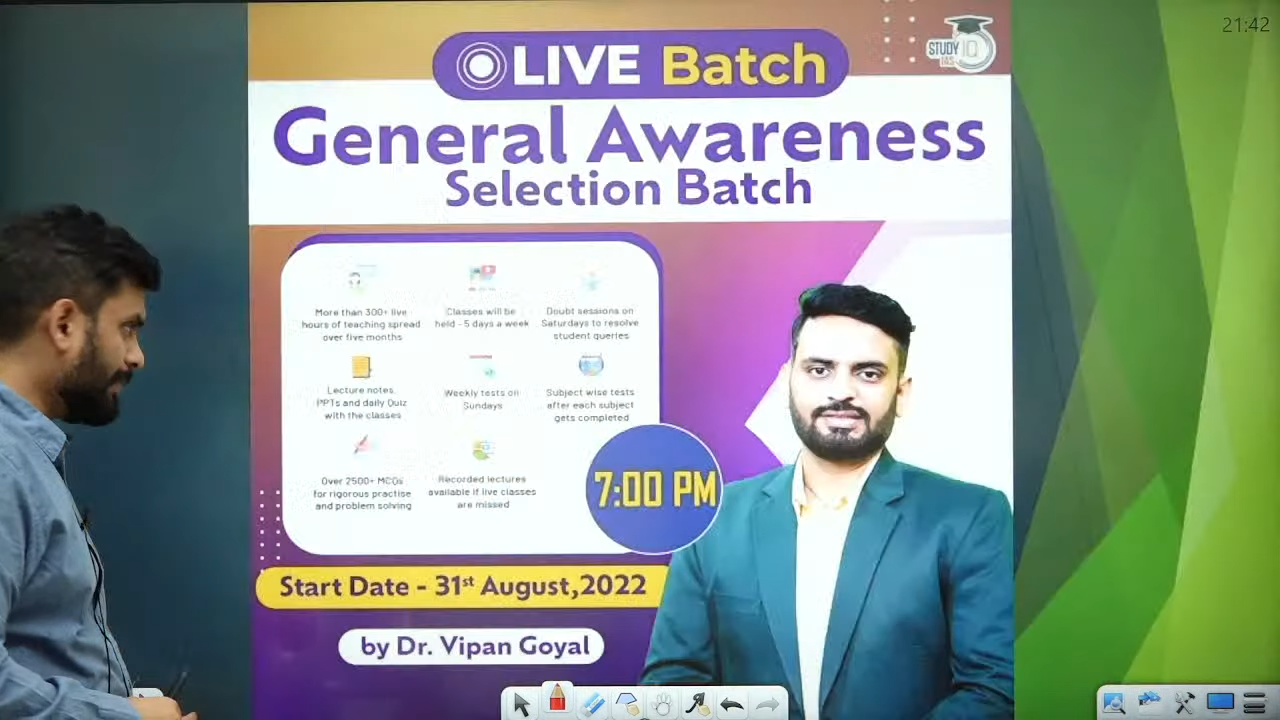 21:42
STUDY IQ
LIVE Batch
General Awareness
Selection Batch
More than 300+ live
hours of teaching spread
over five months
Classes will be
held - 5 days a week
Doubt sessions on
Saturdays to resolve
student queries
Lecture notes,
PPTs and daily Quiz
with the classes
Weekly tests on
Sundays
Subject wise tests
after each subject
gets completed
Over 2500+ MCQs
for rigorous practise
and problem solving
Recorded lectures
available if live classes
are missed
7:00 PM
Start Date - 31st August,2022
by Dr. Vipan Goyal